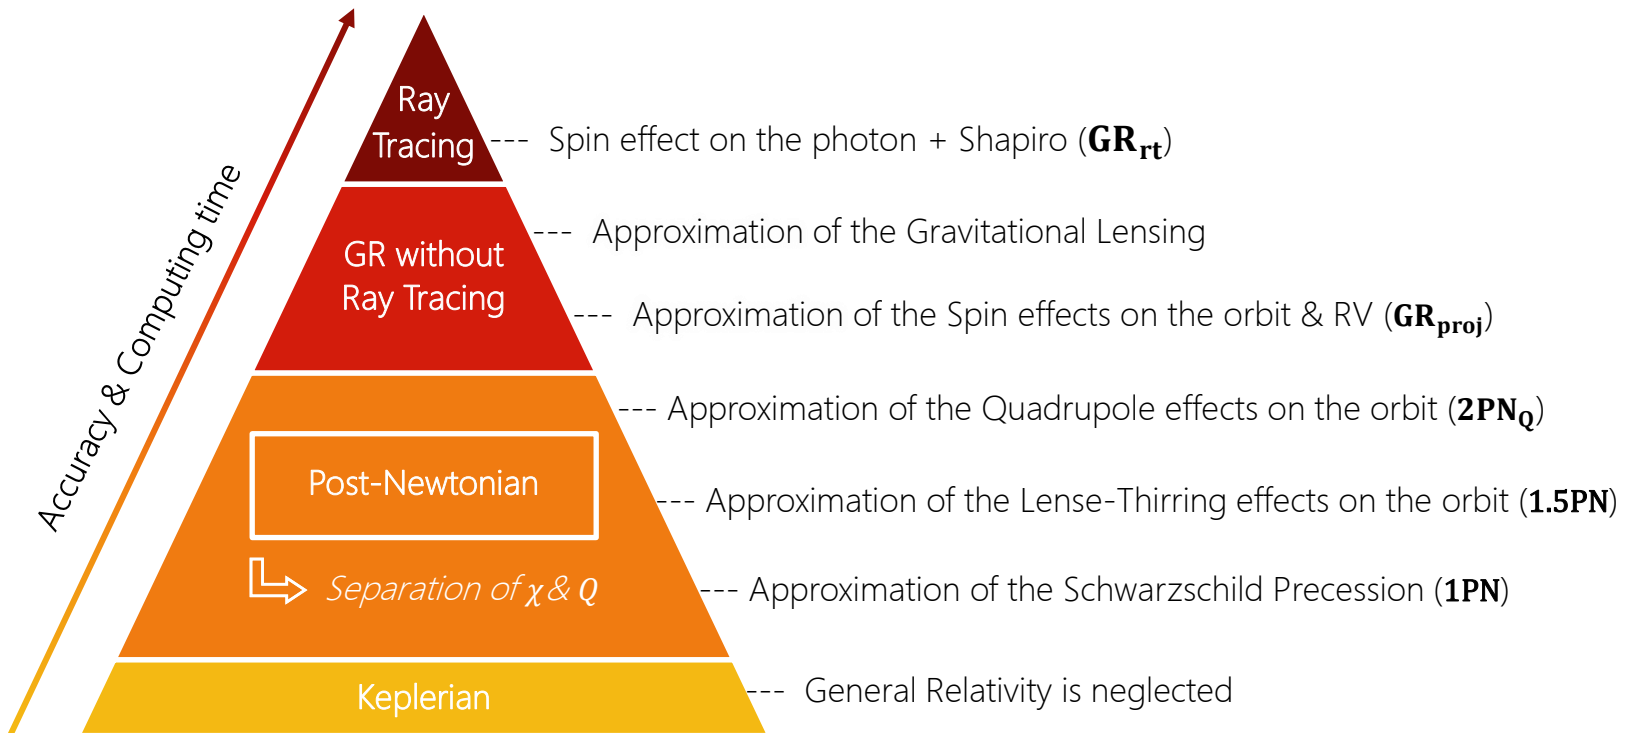 Accuracy & Computing time
Ray
Tracing
--- Spin effect on the photon + Shapiro (GRrt)
--- Approximation of the Gravitational Lensing
GR without
Ray Tracing
--- Approximation of the Spin effects on the orbit & RV (GRproj)
--- Approximation of the Quadrupole effects on the orbit (2PNQ)
Post-Newtonian
--- Approximation of the Lense-Thirring effects on the orbit (1.5PN)
Separation of χ & Q
--- Approximation of the Schwarzschild Precession (1PN)
Keplerian
--- General Relativity is neglected